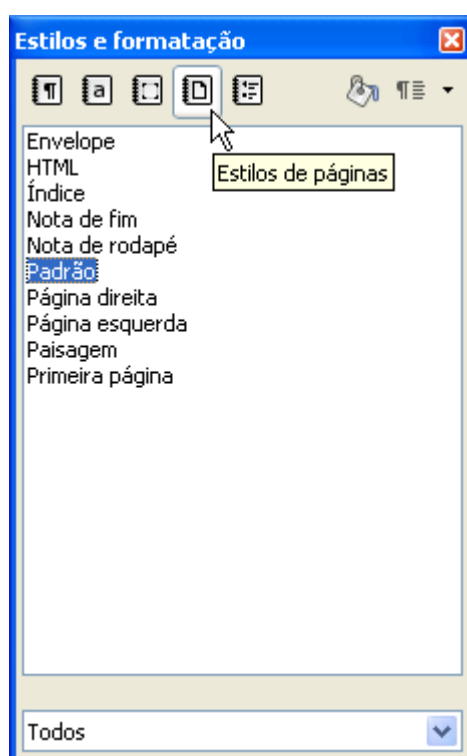 Estilos e formatação
Estilos de páginas
Envelope
HTML
Índice
Nota de fim
Nota de rodapé
Padrão
Página direita
Página esquerda
Paisagem
Primeira página
Todos